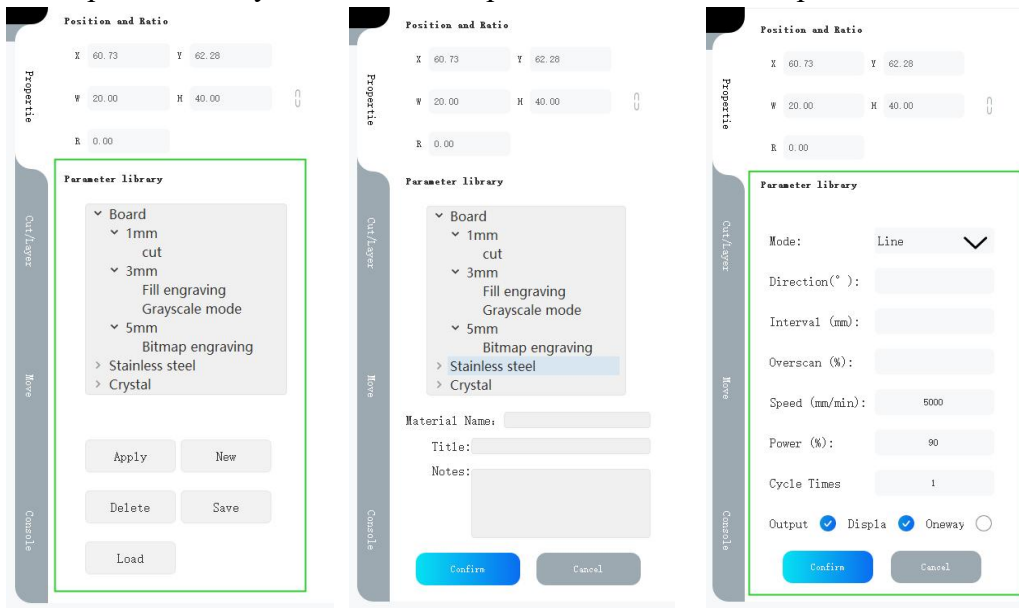 Position and Ratio
X 60.73 Y 62.28
W 20.00 H 40.00
R 0.00
Propertie
Cut/Layer
Move
Console
Parameter library
Board
1mm
cut
3mm
Fill engraving
Grayscale mode
5mm
Bitmap engraving
Stainless steel
Crystal
Apply New
Delete Save
Load
Position and Ratio
X 60.73 Y 62.28
W 20.00 H 40.00
R 0.00
Propertie
Cut/Layer
Move
Console
Parameter library
Board
1mm
cut
3mm
Fill engraving
Grayscale mode
5mm
Bitmap engraving
Stainless steel
Crystal
Material Name:
Title:
Notes:
Confirm Cancel
Position and Ratio
X 60.73 Y 62.28
W 20.00 H 40.00
R 0.00
Propertie
Cut/Layer
Move
Console
Parameter library
Mode: Line
Direction(°):
Interval (mm):
Overscan (%):
Speed (mm/min): 5000
Power (%): 90
Cycle Times 1
Output Displa Oneway
Confirm Cancel